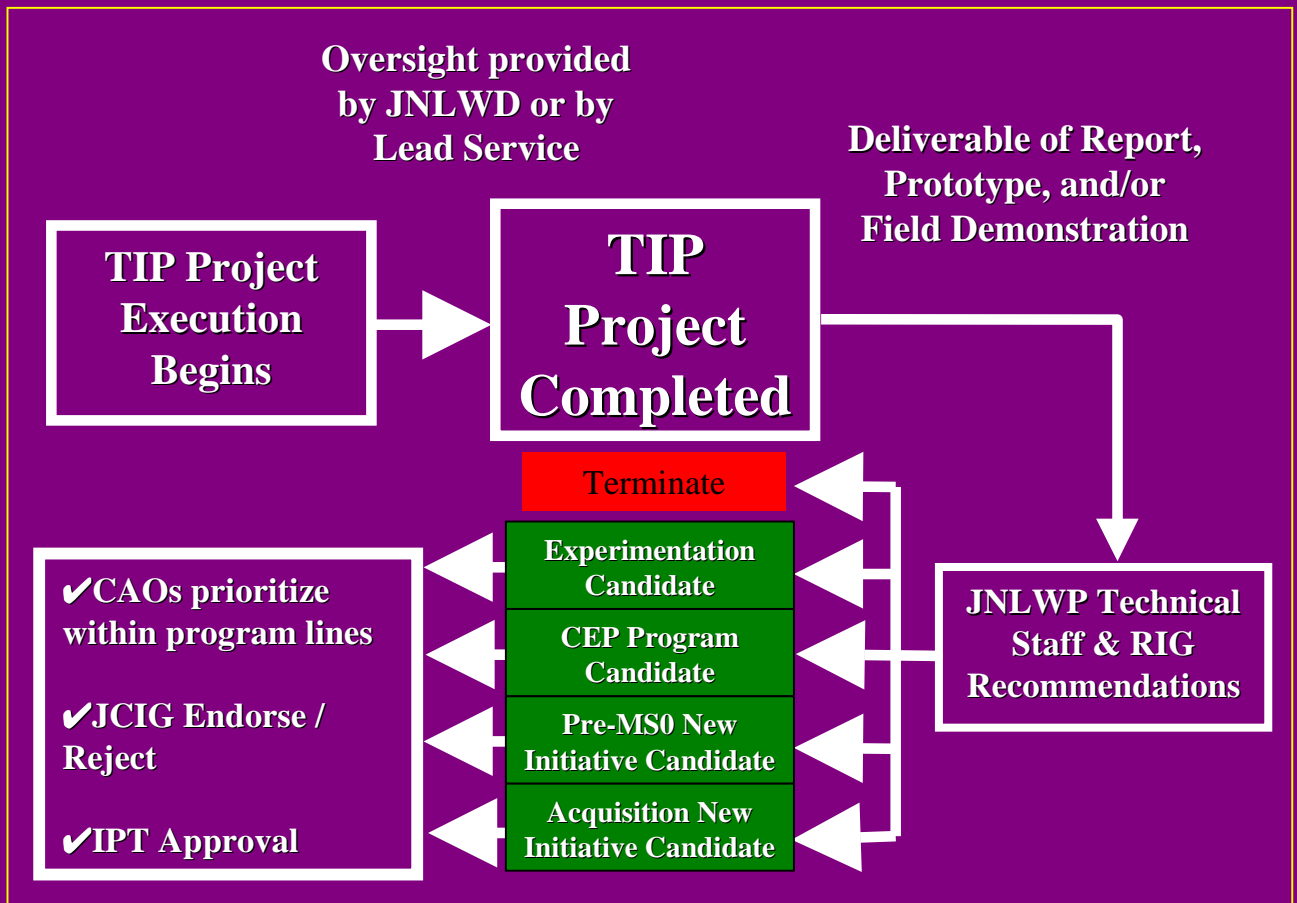 Oversight provided
by JNLWD or by
Lead Service
Deliverable of Report,
Prototype, and/or
Field Demonstration
TIP Project
Execution
Begins
TIP
Project
Completed
Terminate
Experimentation
Candidate
CEP Program
Candidate
Pre-MS0 New
Initiative Candidate
Acquisition New
Initiative Candidate
JNLWP Technical
Staff & RIG
Recommendations
✔CAOs prioritize
within program lines
✔JCIG Endorse /
Reject
✔IPT Approval